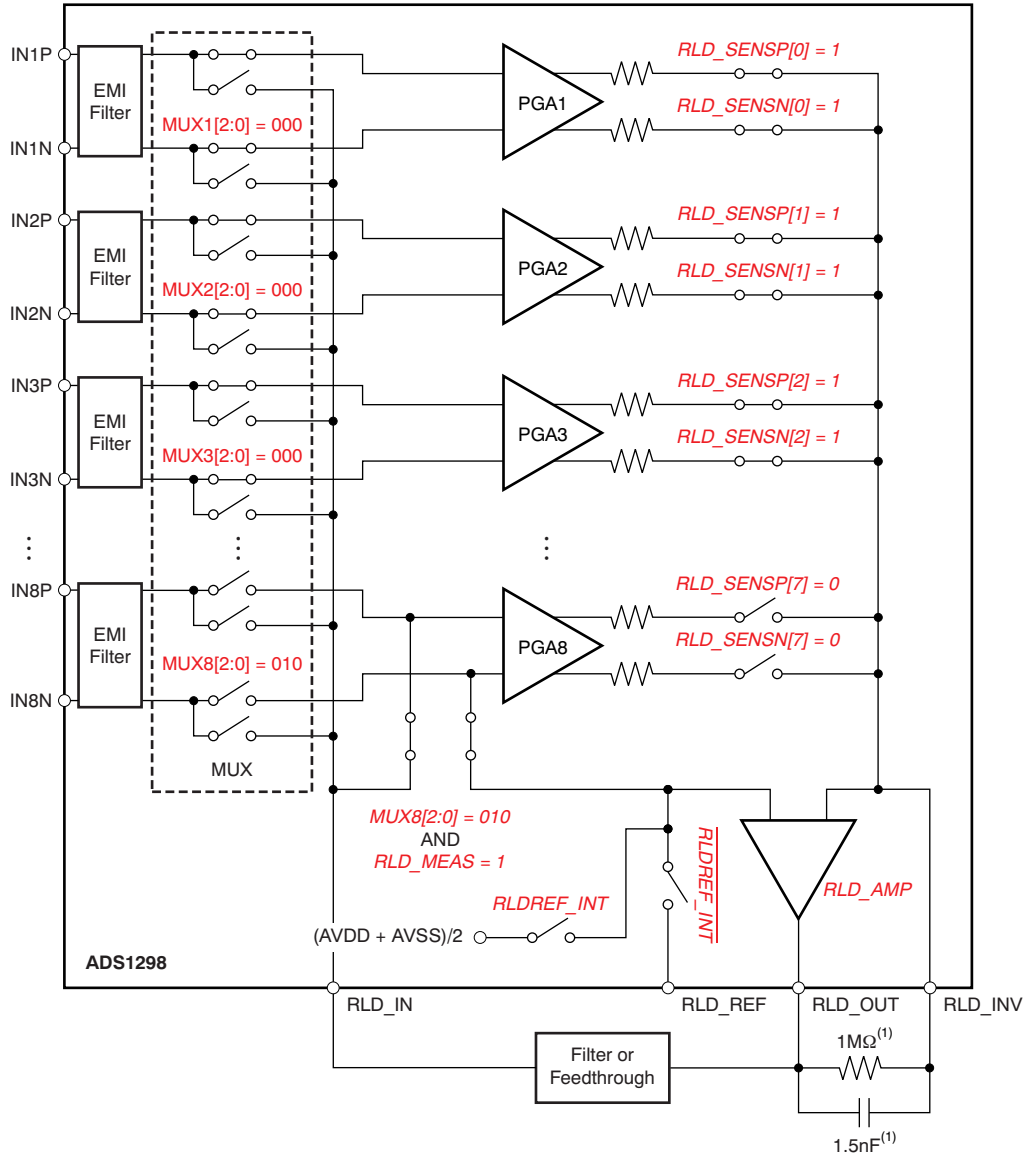 IN1P
EMI
Filter
IN1N
MUX1[2:0] = 000
PGA1
RLD_SENSP[0] = 1
RLD_SENSN[0] = 1
IN2P
EMI
Filter
IN2N
MUX2[2:0] = 000
PGA2
RLD_SENSP[1] = 1
RLD_SENSN[1] = 1
IN3P
EMI
Filter
IN3N
MUX3[2:0] = 000
PGA3
RLD_SENSP[2] = 1
RLD_SENSN[2] = 1
IN8P
EMI
Filter
IN8N
MUX8[2:0] = 010
PGA8
RLD_SENSP[7] = 0
RLD_SENSN[7] = 0
MUX
MUX8[2:0] = 010
AND
RLD_MEAS = 1
RLDREF_INT
RLDREF_INT
RLD_AMP
(AVDD + AVSS)/2
ADS1298
RLD_IN
RLD_REF
RLD_OUT
RLD_INV
Filter or
Feedthrough
1MΩ(1)
1.5nF(1)